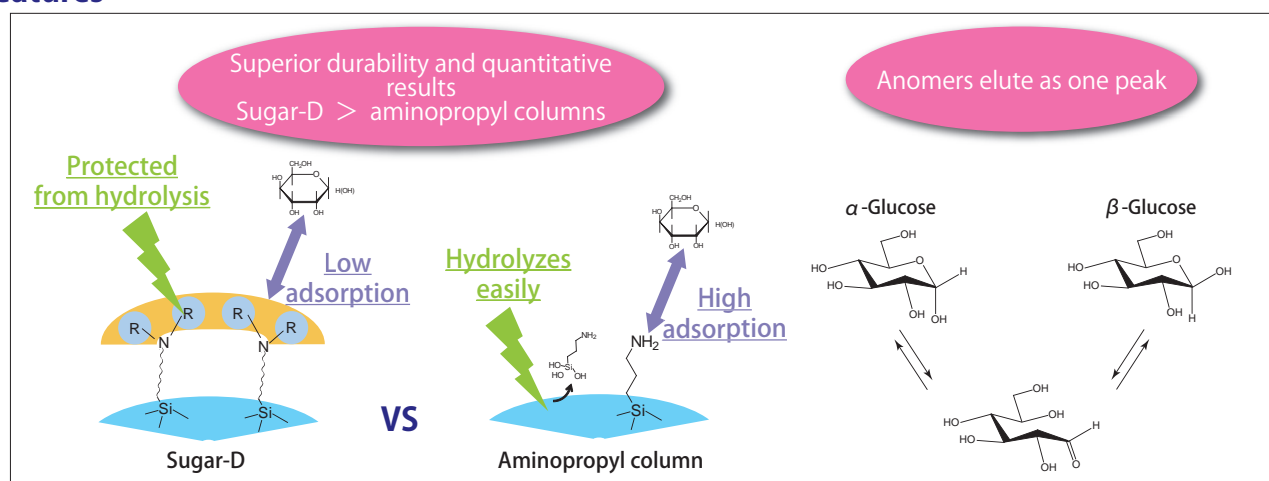 Superior durability and quantitative
results
Sugar-D > aminopropyl columns
Anomers elute as one peak
Protected
from hydrolysis
CH₂OH
HO
O
H(OH)
OH
OH
Low
adsorption
R
R
R
R
N
N
Si
Si
Sugar-D
VS
Hydrolyzes
easily
CH₂OH
HO
O
H(OH)
OH
OH
High
adsorption
NH₂
NH₂
HO
Si
HO
OH
Si
Aminopropyl column
α-Glucose
OH
O
HO
HO
H
OH
OH
β-Glucose
HO
O
OH
HO
HO
OH
H
OH
HO
OH
HO
H
OH
O